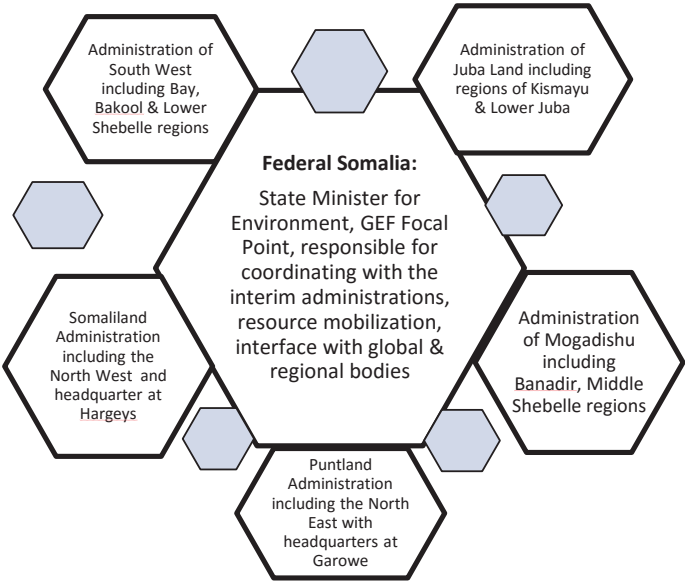 Administration of
South West
including Bay,
Bakool & Lower
Shebelle regions
Administration of
Juba Land including
regions of Kismayu
& Lower Juba
Federal Somalia:
State Minister for
Environment, GEF Focal
Point, responsible for
coordinating with the
interim administrations,
resource mobilization,
interface with global &
regional bodies
Somaliland
Administration
including the
North West and
headquarter at
Hargeys
Administration
of Mogadishu
including
Banadir, Middle
Shebelle regions
Puntland
Administration
including the North
East with
headquarters at
Garowe